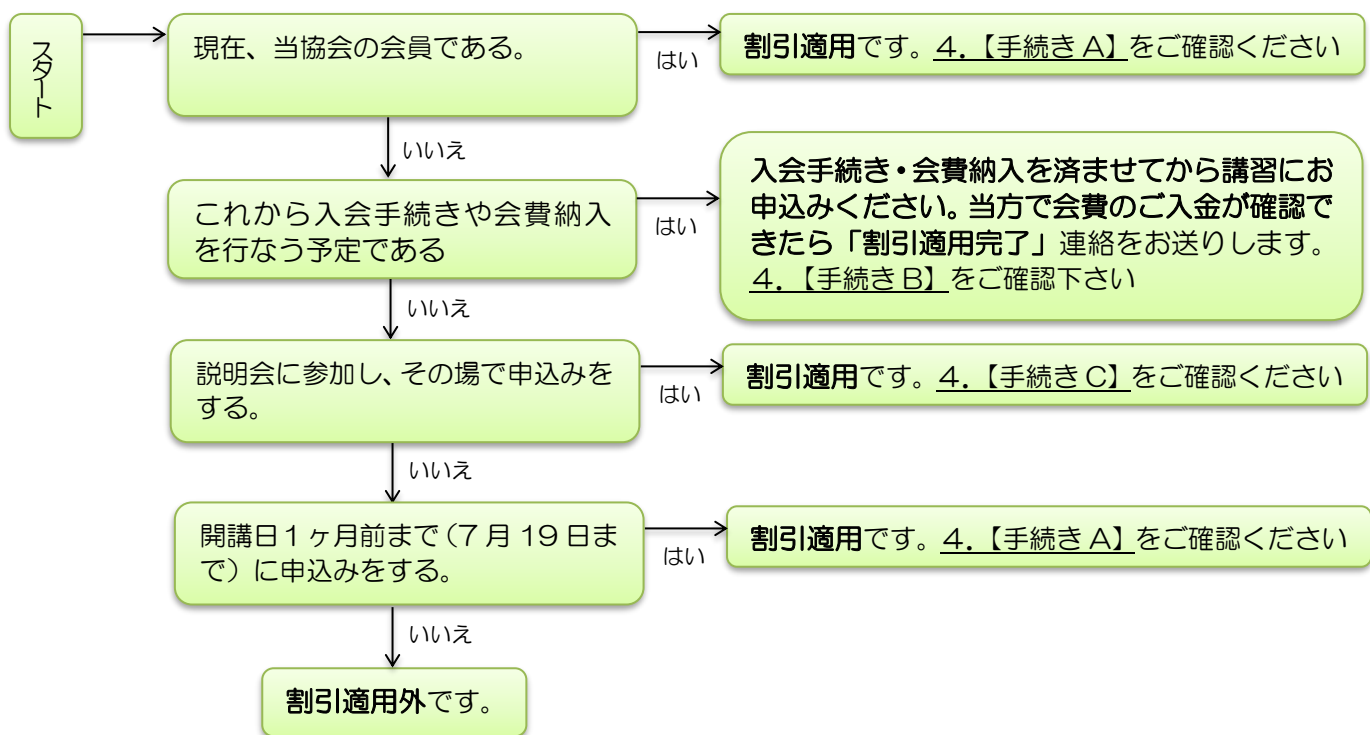 スタート
現在、当協会の会員である。
はい
割引適用です。4.【手続きA】をご確認ください
いいえ
これから入会手続きや会費納入
を行なう予定である
はい
入会手続き・会費納入を済ませてから講習にお
申込みください。当方で会費のご入金が確認で
きたら「割引適用完了」連絡をお送りします。
4.【手続きB】をご確認下さい
いいえ
説明会に参加し、その場で申込みを
する。
はい
割引適用です。4.【手続きC】をご確認ください
いいえ
開講日1ヶ月前まで(7月19日ま
で)に申込みをする。
はい
割引適用です。4.【手続きA】をご確認ください
いいえ
割引適用外です。